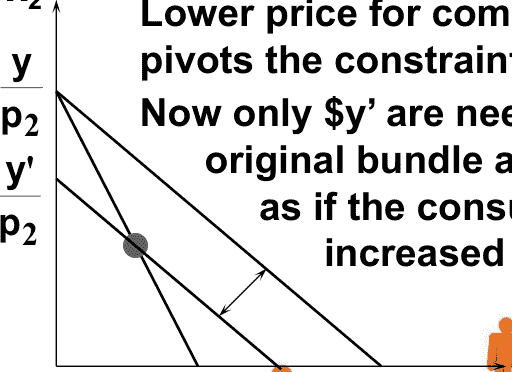 Lower price for com
pivots the constraint
Now only $y’ are nee
original bundle a
as if the consu
increased
y
p2
y'
p2